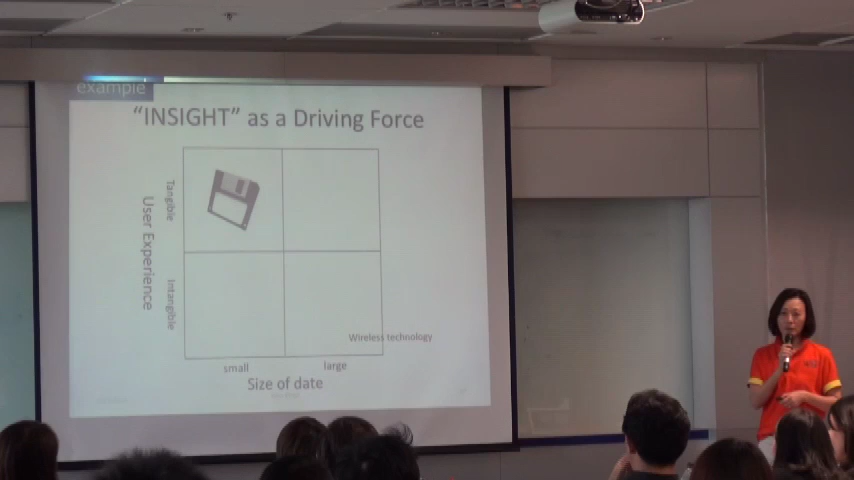 example
“INSIGHT” as a Driving Force
Tangible
User Experience
Intangible
Wireless technology
small
large
Size of date